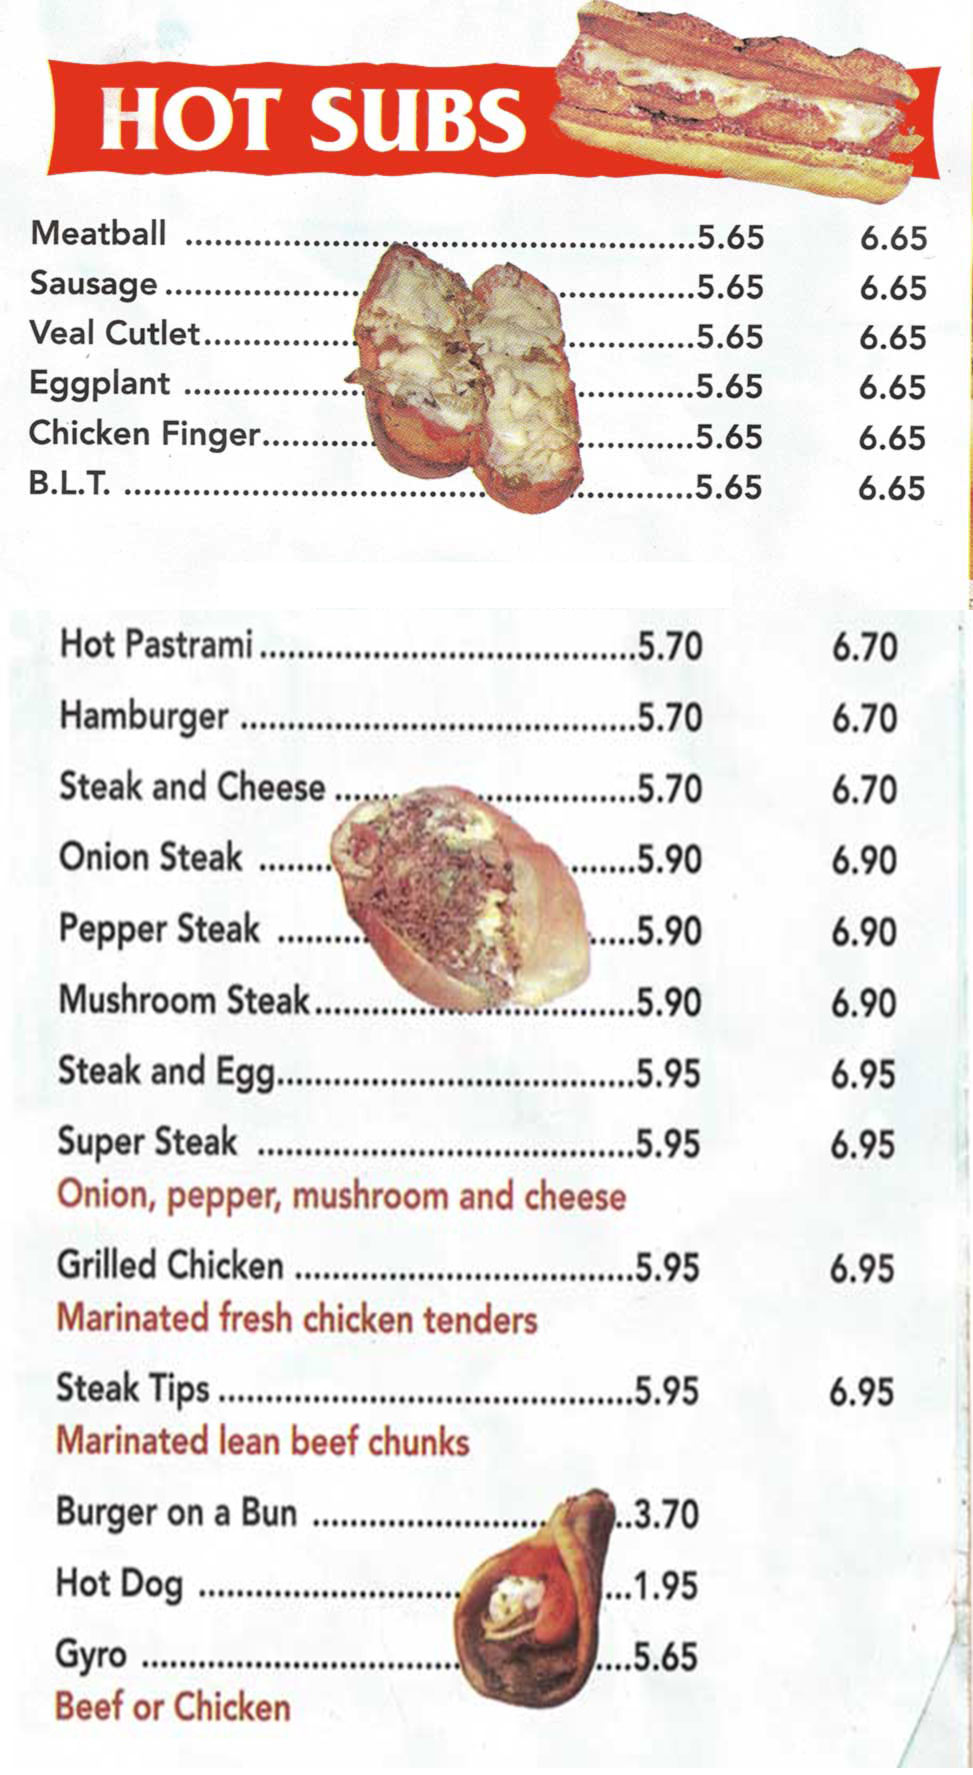 HOT SUBS
Meatball ......................................................5.65 6.65
Sausage ......................................................5.65 6.65
Veal Cutlet......................................................5.65 6.65
Eggplant ......................................................5.65 6.65
Chicken Finger......................................................5.65 6.65
B.L.T. ......................................................5.65 6.65
Hot Pastrami ........................................5.70 6.70
Hamburger ........................................5.70 6.70
Steak and Cheese ........................................5.70 6.70
Onion Steak ........................................5.90 6.90
Pepper Steak ........................................5.90 6.90
Mushroom Steak........................................5.90 6.90
Steak and Egg........................................5.95 6.95
Super Steak ........................................5.95 6.95
Onion, pepper, mushroom and cheese
Grilled Chicken ........................................5.95 6.95
Marinated fresh chicken tenders
Steak Tips ........................................5.95 6.95
Marinated lean beef chunks
Burger on a Bun ........................................3.70
Hot Dog ........................................1.95
Gyro ........................................5.65
Beef or Chicken